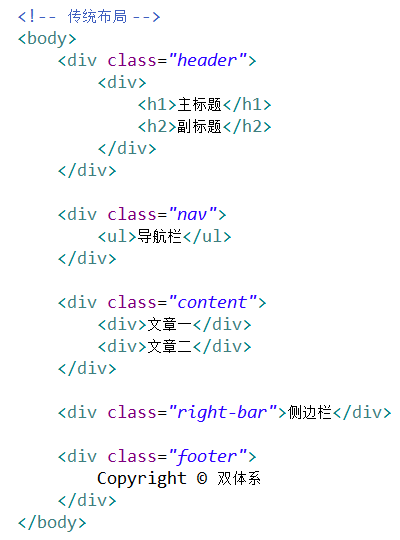 <!-- 传统布局 -->
<body>
    <div class="header">
        <div>
            <h1>主标题</h1>
            <h2>副标题</h2>
        </div>
    </div>

    <div class="nav">
        <ul>导航栏</ul>
    </div>

    <div class="content">
        <div>文章一</div>
        <div>文章二</div>
    </div>

    <div class="right-bar">侧边栏</div>

    <div class="footer">
        Copyright © 双体系
    </div>
</body>